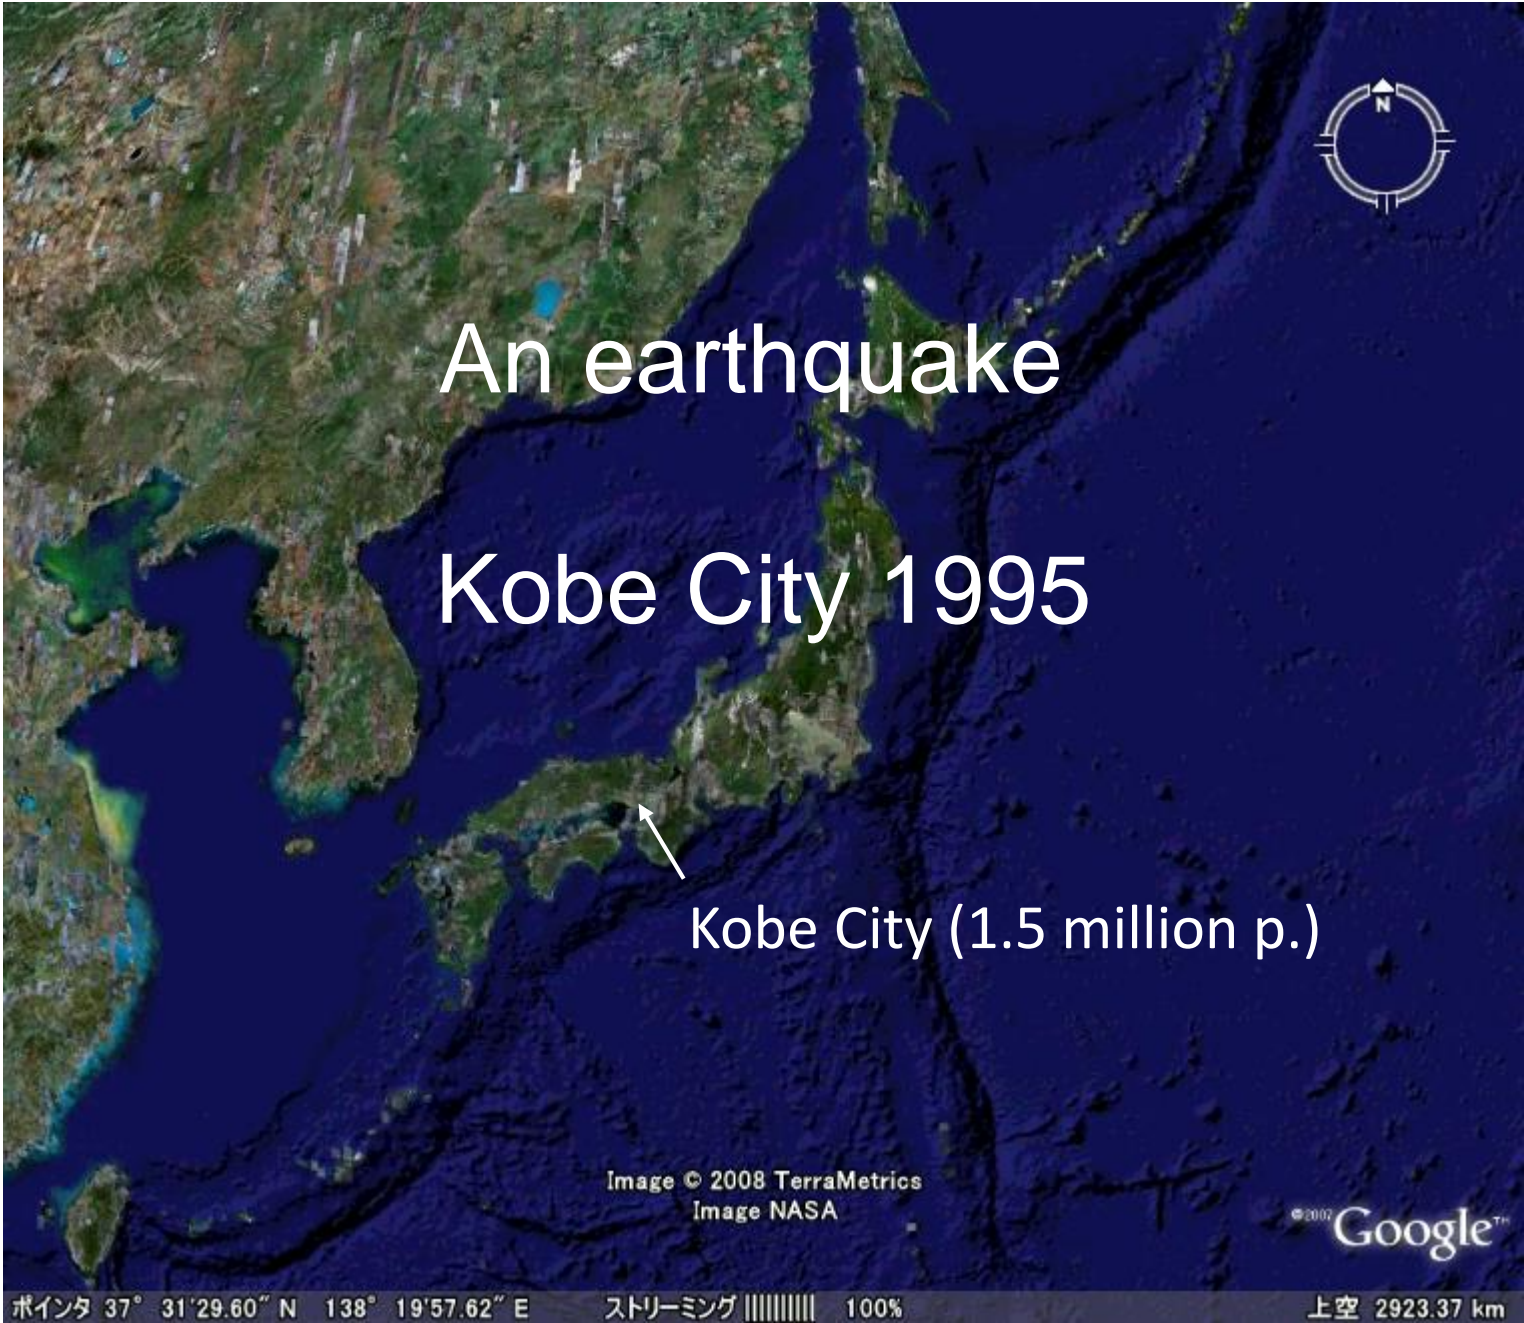 N
An earthquake
Kobe City 1995
Kobe City (1.5 million p.)
Image © 2008 TerraMetrics
Image NASA
©2007 Google™
ポインタ 37° 31'29.60" N 138° 19'57.62" E ストリーミング |||||||||| 100% 上空 2923.37 km